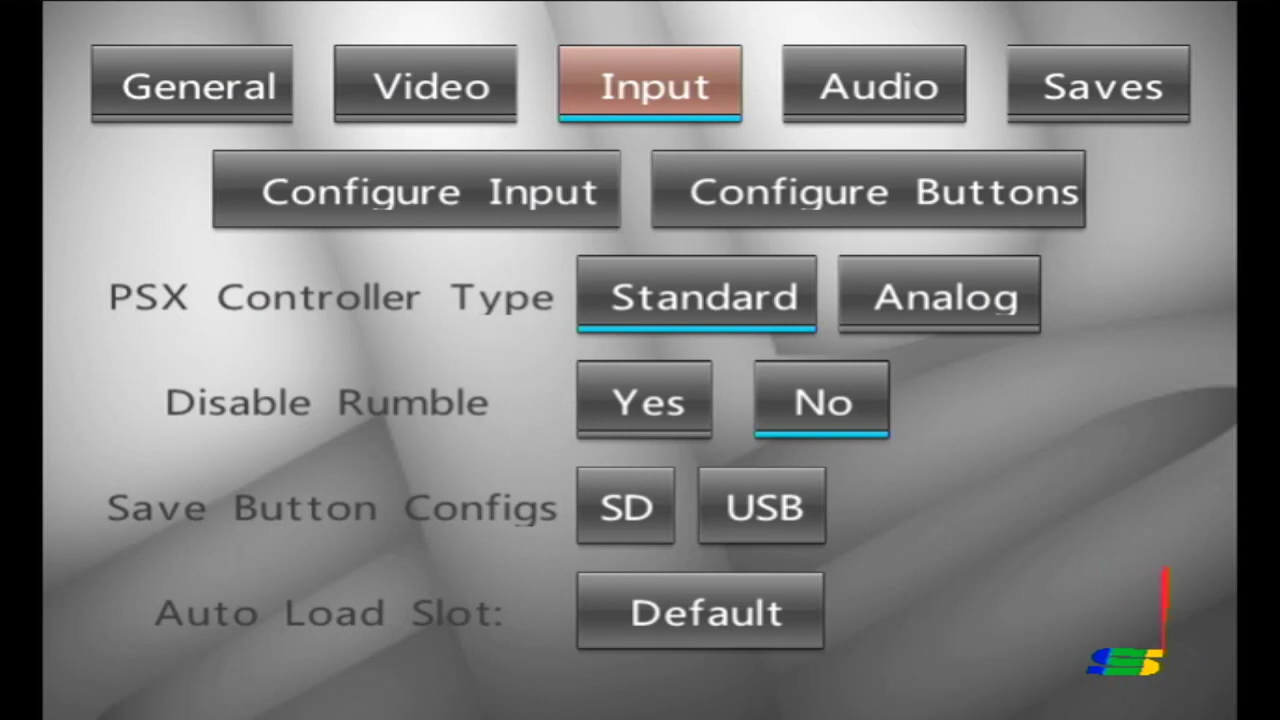 General Video Input Audio Saves
Configure Input Configure Buttons
PSX Controller Type Standard Analog
Disable Rumble Yes No
Save Button Configs SD USB
Auto Load Slot: Default